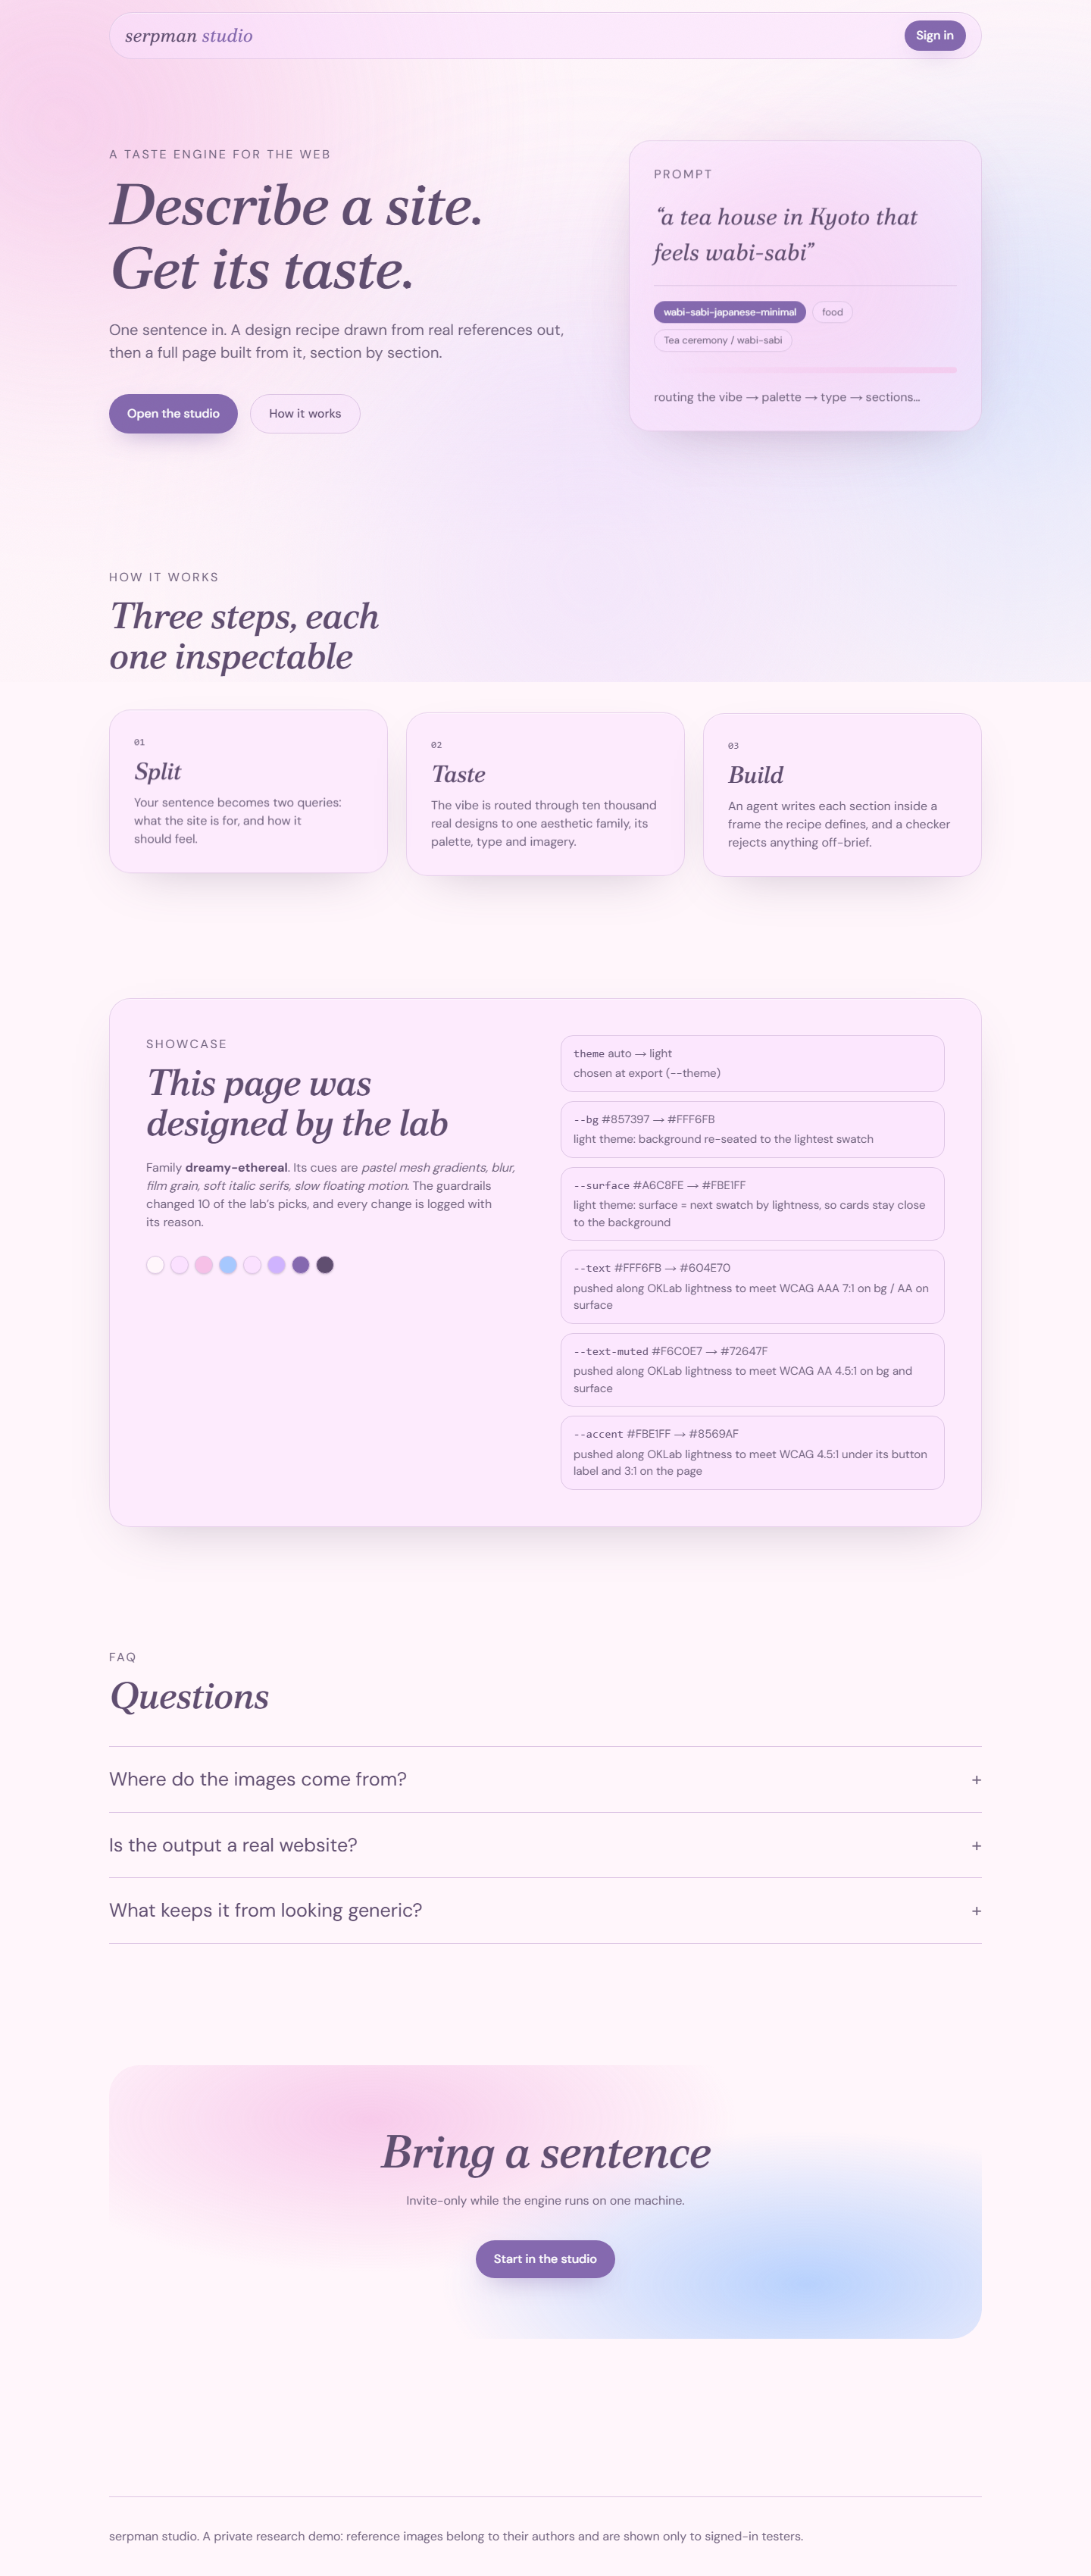 serpman studio
Sign in
A TASTE ENGINE FOR THE WEB
Describe a site.
Get its taste.
One sentence in. A design recipe drawn from real references out,
then a full page built from it, section by section.
Open the studio
How it works
PROMPT
“a tea house in Kyoto that
feels wabi-sabi”
wabi-sabi-japanese-minimal
food
Tea ceremony / wabi-sabi
routing the vibe → palette → type → sections…
HOW IT WORKS
Three steps, each
one inspectable
01
Split
Your sentence becomes two queries:
what the site is for, and how it
should feel.
02
Taste
The vibe is routed through ten thousand
real designs to one aesthetic family, its
palette, type and imagery.
03
Build
An agent writes each section inside a
frame the recipe defines, and a checker
rejects anything off-brief.
SHOWCASE
This page was
designed by the lab
Family dreamy-ethereal. Its cues are pastel mesh gradients, blur,
film grain, soft italic serifs, slow floating motion. The guardrails
changed 10 of the lab’s picks, and every change is logged with
its reason.
theme auto → light
chosen at export (--theme)
--bg #857397 → #FFF6FB
light theme: background re-seated to the lightest swatch
--surface #A6C8FE → #FBE1FF
light theme: surface = next swatch by lightness, so cards stay close
to the background
--text #FFF6FB → #604E70
pushed along OKLab lightness to meet WCAG AAA 7:1 on bg / AA on
surface
--text-muted #F6C0E7 → #72647F
pushed along OKLab lightness to meet WCAG AA 4.5:1 on bg and
surface
--accent #FBE1FF → #8569AF
pushed along OKLab lightness to meet WCAG 4.5:1 under its button
label and 3:1 on the page
FAQ
Questions
Where do the images come from? +
Is the output a real website? +
What keeps it from looking generic? +
Bring a sentence
Invite-only while the engine runs on one machine.
Start in the studio
serpman studio. A private research demo: reference images belong to their authors and are shown only to signed-in testers.